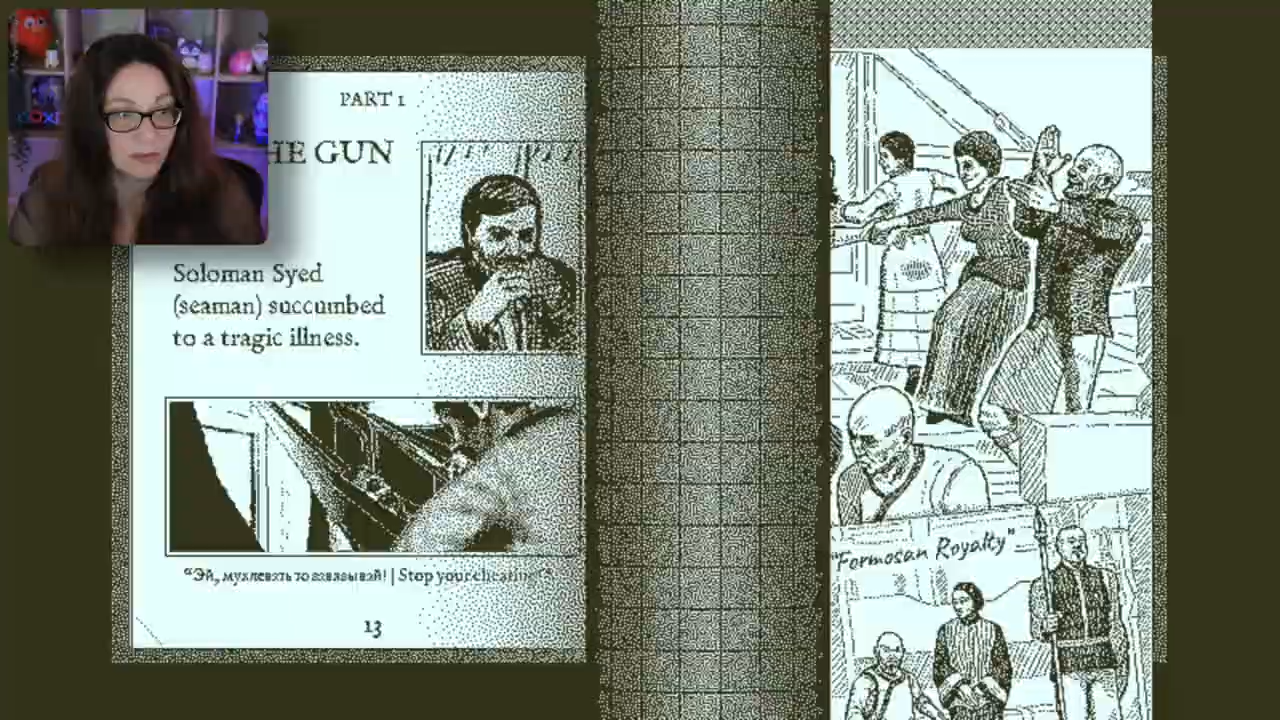 PART 1
HE GUN
Soloman Syed
(seaman) succumbed
to a tragic illness.
"Эй, мухлевать то завязывай! | Stop your cheating"
13
"Formosan Royalty"